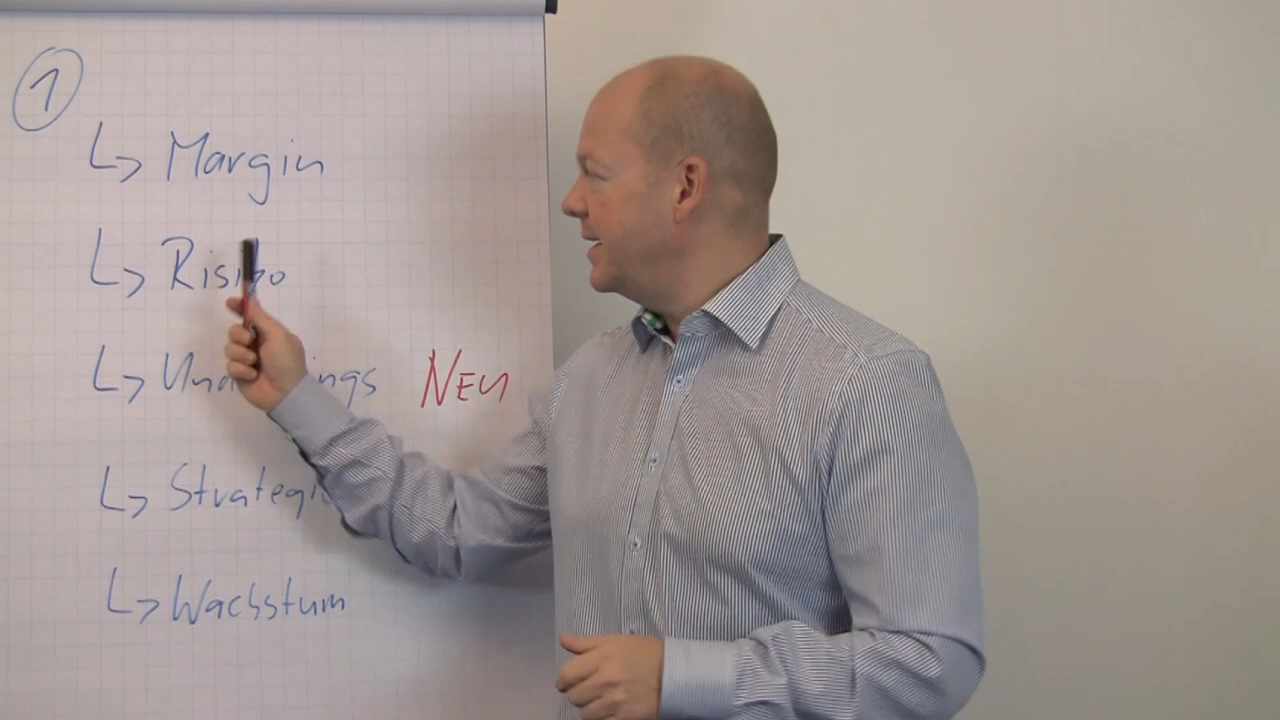 1
↳ Margin
↳ Risiko
↳ NEU
↳
↳ Wachstum